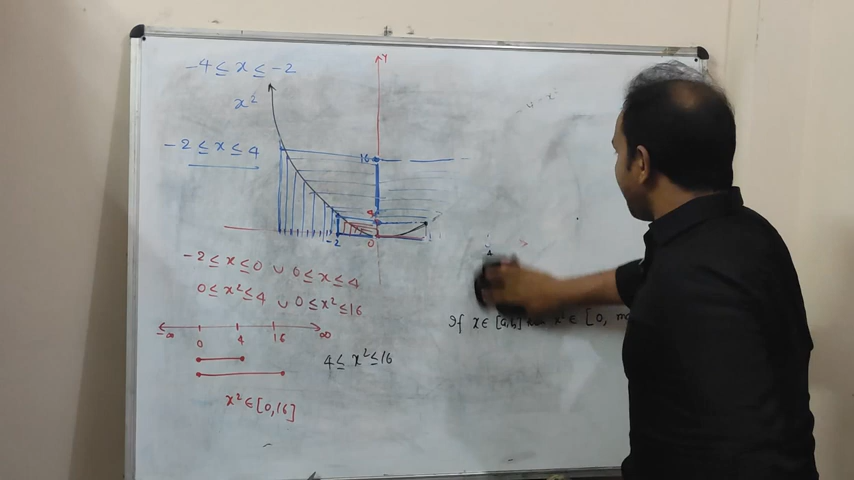 -4 ≤ x ≤ -2
x²
-2 ≤ x ≤ 4
Y
16
4
-2
0
-2 ≤ x ≤ 0 ∪ 0 ≤ x ≤ 4
0 ≤ x² ≤ 4 ∪ 0 ≤ x² ≤ 16
-∞ 0 4 16 ∞
4 ≤ x² ≤ 16
x² ∈ [0,16]
If x ∈ [a,b] then x² ∈ [0,